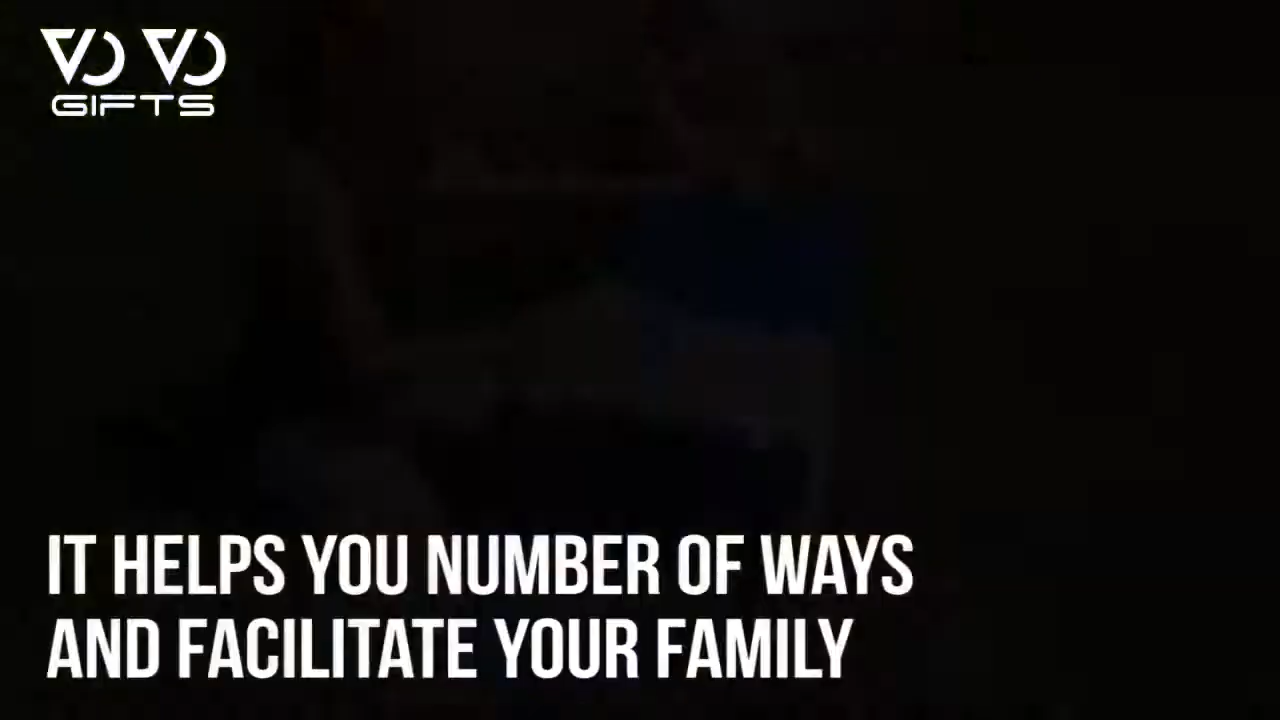 VO VO
GIFTS
IT HELPS YOU NUMBER OF WAYS
AND FACILITATE YOUR FAMILY